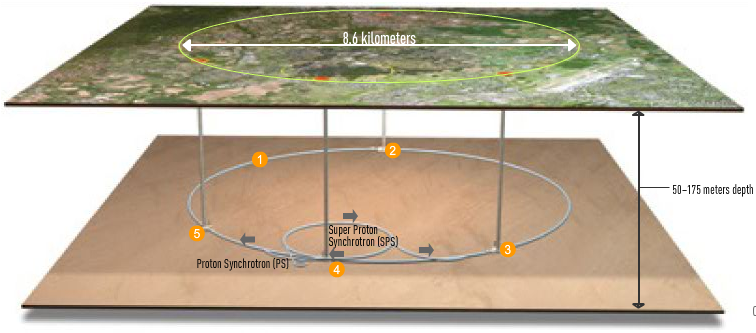 8.6 kilometers
1
2
50–175 meters depth
5
Super Proton
Synchrotron (SPS)
3
Proton Synchrotron (PS)
4